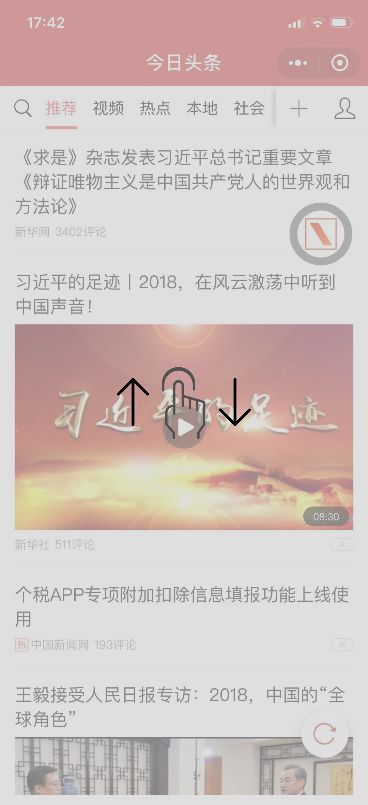 17:42
今日头条
推荐 视频 热点 本地 社会
《求是》杂志发表习近平总书记重要文章
《辩证唯物主义是中国共产党人的世界观和
方法论》
新华网 3402评论
习近平的足迹丨2018，在风云激荡中听到
中国声音！
习近平的足迹
08:30
新华社 511评论
个税APP专项附加扣除信息填报功能上线使
用
热 中国新闻网 193评论
王毅接受人民日报专访：2018，中国的“全
球角色”